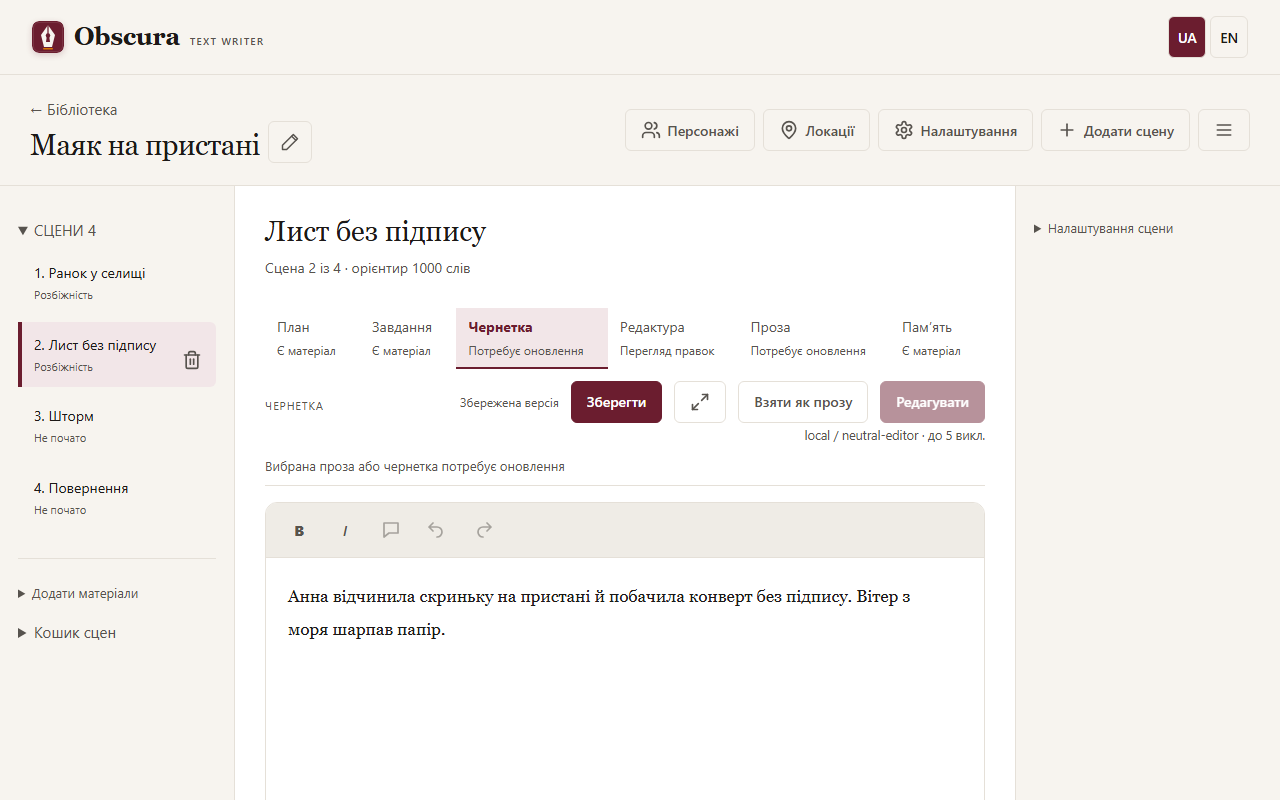 Obscura TEXT WRITER
UA EN
← Бібліотека
Маяк на пристані
Персонажі Локації Налаштування Додати сцену
▼ СЦЕНИ 4
1. Ранок у селищі
Розбіжність
2. Лист без підпису
Розбіжність
3. Шторм
Не почато
4. Повернення
Не почато
▶ Додати матеріали
▶ Кошик сцен
Лист без підпису
Сцена 2 із 4 · орієнтир 1000 слів
План Завдання Чернетка Редактура Проза Пам’ять
Є матеріал Є матеріал Потребує оновлення Перегляд правок Потребує оновлення Є матеріал
ЧЕРНЕТКА Збережена версія Зберегти Взяти як прозу Редагувати
local / neutral-editor · до 5 викл.
Вибрана проза або чернетка потребує оновлення
B I
Анна відчинила скриньку на пристані й побачила конверт без підпису. Вітер з
моря шарпав папір.
▶ Налаштування сцени